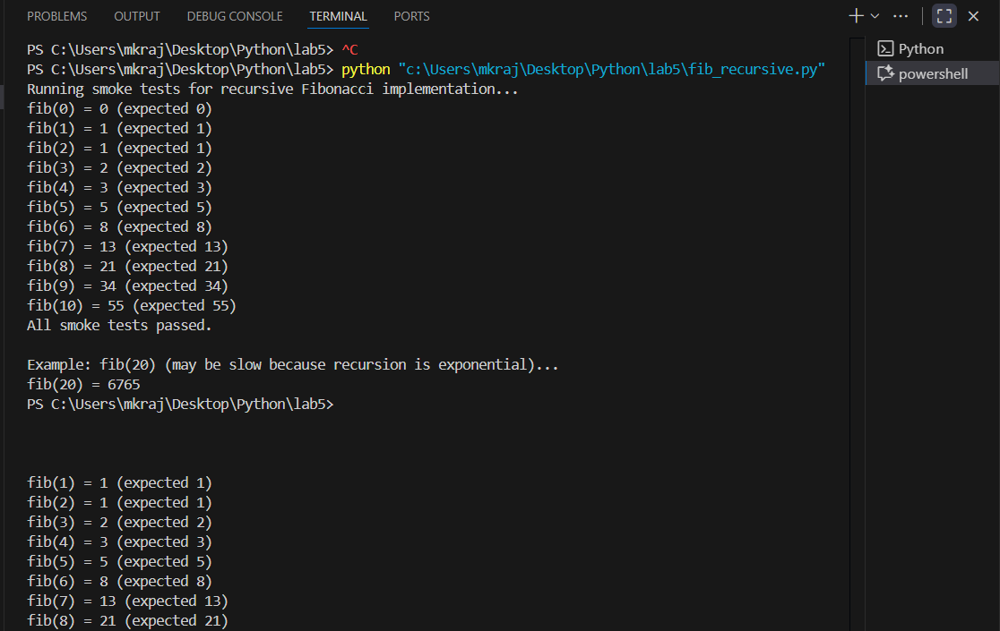 PROBLEMS OUTPUT DEBUG CONSOLE TERMINAL PORTS
PS C:\Users\mkraj\Desktop\Python\lab5> ^C
PS C:\Users\mkraj\Desktop\Python\lab5> python "c:\Users\mkraj\Desktop\Python\lab5\fib_recursive.py"
Running smoke tests for recursive Fibonacci implementation...
fib(0) = 0 (expected 0)
fib(1) = 1 (expected 1)
fib(2) = 1 (expected 1)
fib(3) = 2 (expected 2)
fib(4) = 3 (expected 3)
fib(5) = 5 (expected 5)
fib(6) = 8 (expected 8)
fib(7) = 13 (expected 13)
fib(8) = 21 (expected 21)
fib(9) = 34 (expected 34)
fib(10) = 55 (expected 55)
All smoke tests passed.
Example: fib(20) (may be slow because recursion is exponential)...
fib(20) = 6765
PS C:\Users\mkraj\Desktop\Python\lab5>
fib(1) = 1 (expected 1)
fib(2) = 1 (expected 1)
fib(3) = 2 (expected 2)
fib(4) = 3 (expected 3)
fib(5) = 5 (expected 5)
fib(6) = 8 (expected 8)
fib(7) = 13 (expected 13)
fib(8) = 21 (expected 21)
Python
powershell